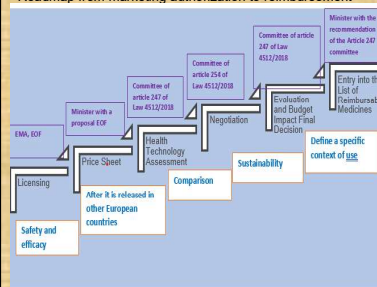 Roadmap from marketing authorization to reimbursement
Minister with the
recommendation
of the Article 247
committee
Committee of article
247 of Law
4512/2018
Committee of
article 254 of
Law 4512/2018
Committee of
article 247 of
Law 4512/2018
Minister with a
proposal EOF
EMA, EOF
Licensing
Price Sheet
Health
Technology
Assessment
Negotiation
Evaluation
and Budget
Impact Final
Decision
Entry into th
List of
Reimbursab
Medicines
Safety and
efficacy
After it is released in
other European
countries
Comparison
Sustainability
Define a specific
context of use